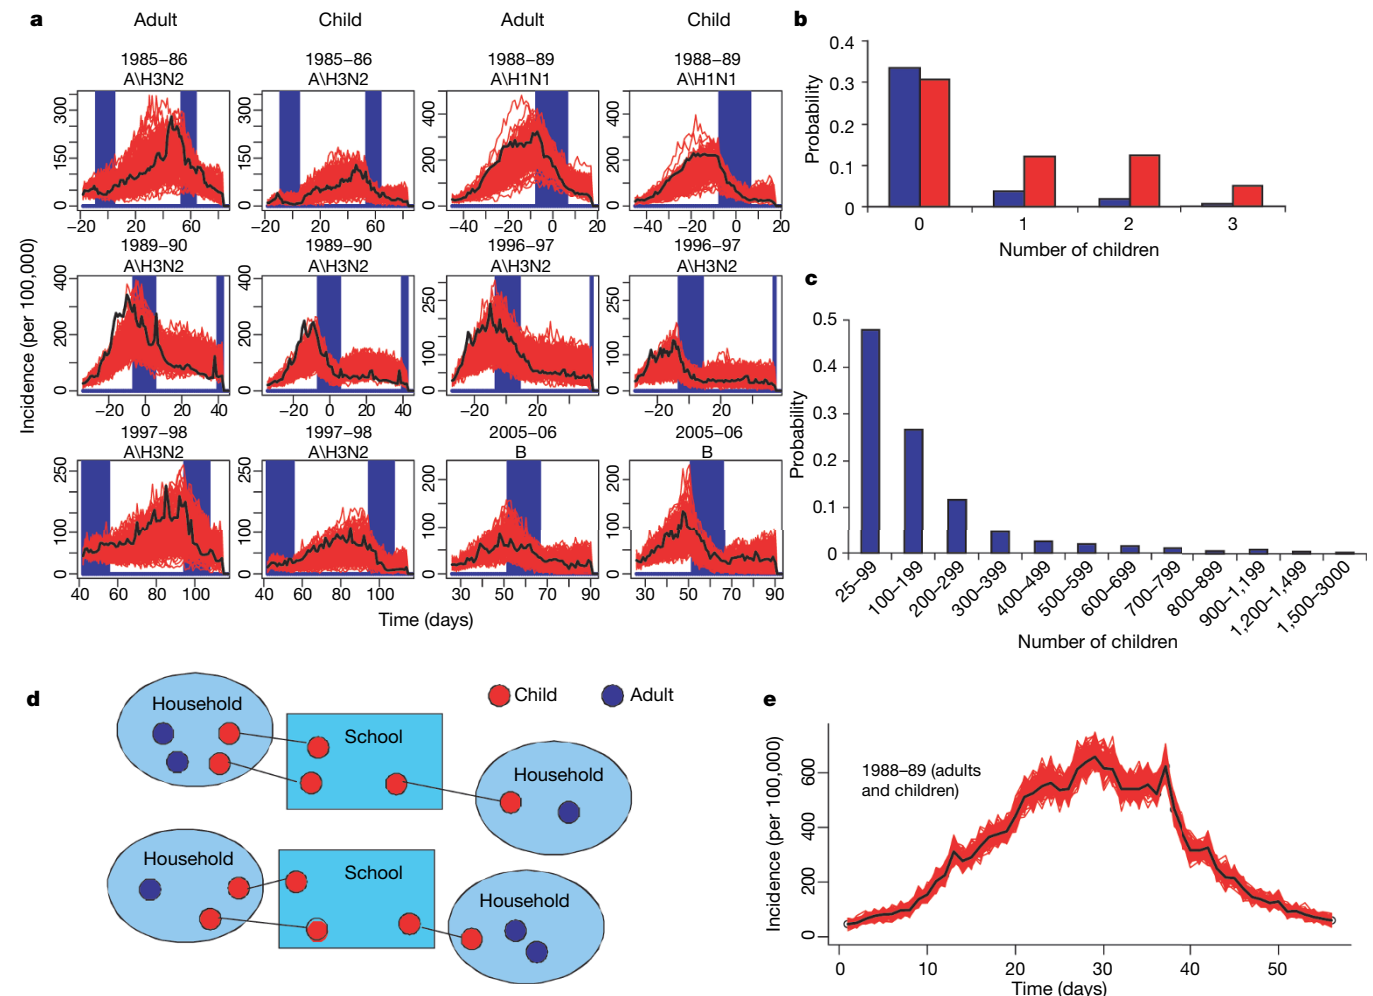 a
Adult Child Adult Child
1985–86 1985–86 1988–89 1988–89
A\H3N2 A\H3N2 A\H1N1 A\H1N1
300
150
0
300
150
0
400
200
0
400
200
0
–20 20 60
–20 20 60
–40 –20 0 20
–40 –20 0 20
1989–90 1989–90 1996–97 1996–97
A\H3N2 A\H3N2 A\H3N2 A\H3N2
400
200
0
400
200
0
250
100
0
250
100
0
–20 0 20 40
–20 0 20 40
–20 20
–20 20
1997–98 1997–98 2005–06 2005–06
A\H3N2 A\H3N2 B B
250
100
0
250
100
0
200
100
0
200
100
0
40 60 80 100
40 60 80 100
30 50 70 90
30 50 70 90
Incidence (per 100,000)
Time (days)
b
Probability
0.4
0.3
0.2
0.1
0
0 1 2 3
Number of children
c
Probability
0.5
0.4
0.3
0.2
0.1
0
25–99
100–199
200–299
300–399
400–499
500–599
600–699
700–799
800–899
900–1,199
1,200–1,499
1,500–3000
Number of children
d
Child Adult
Household
School
Household
Household
School
Household
e
1988–89 (adults
and children)
Incidence (per 100,000)
600
400
200
0
0 10 20 30 40 50
Time (days)